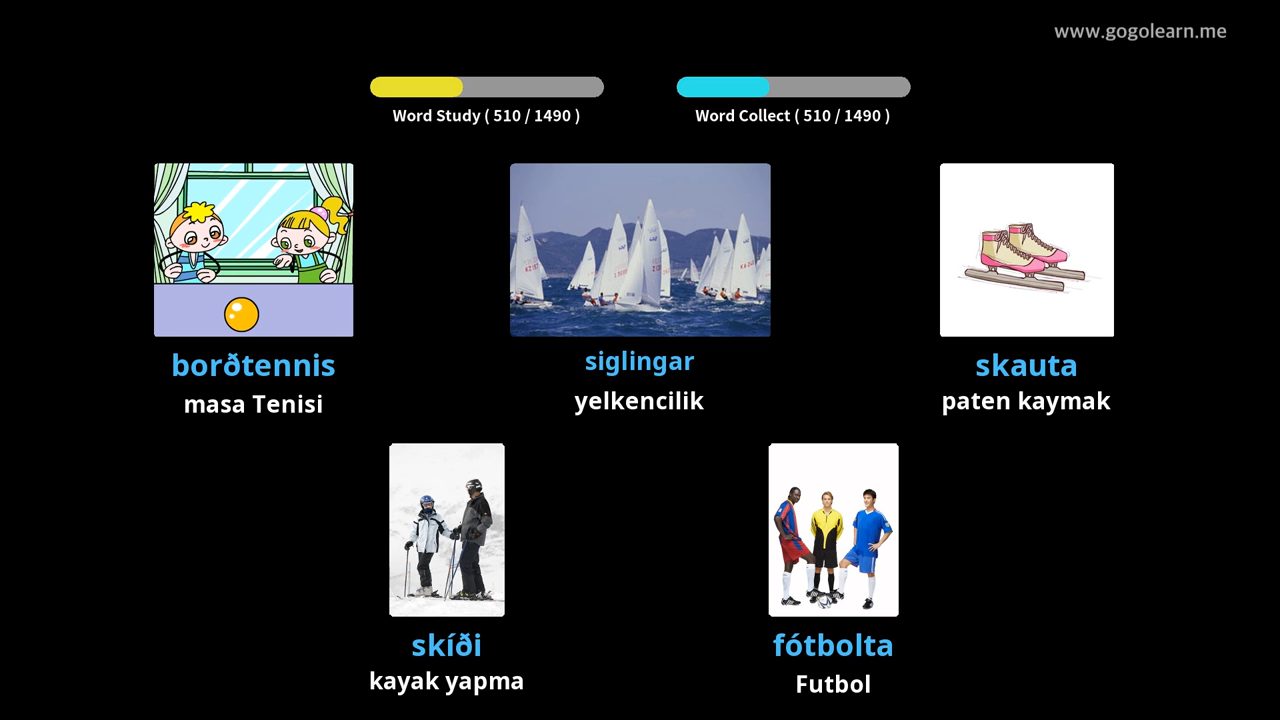 www.gogolearn.me
Word Study ( 510 / 1490 )
Word Collect ( 510 / 1490 )
borðtennis
masa Tenisi
siglingar
yelkencilik
skauta
paten kaymak
skíði
kayak yapma
fótbolta
Futbol